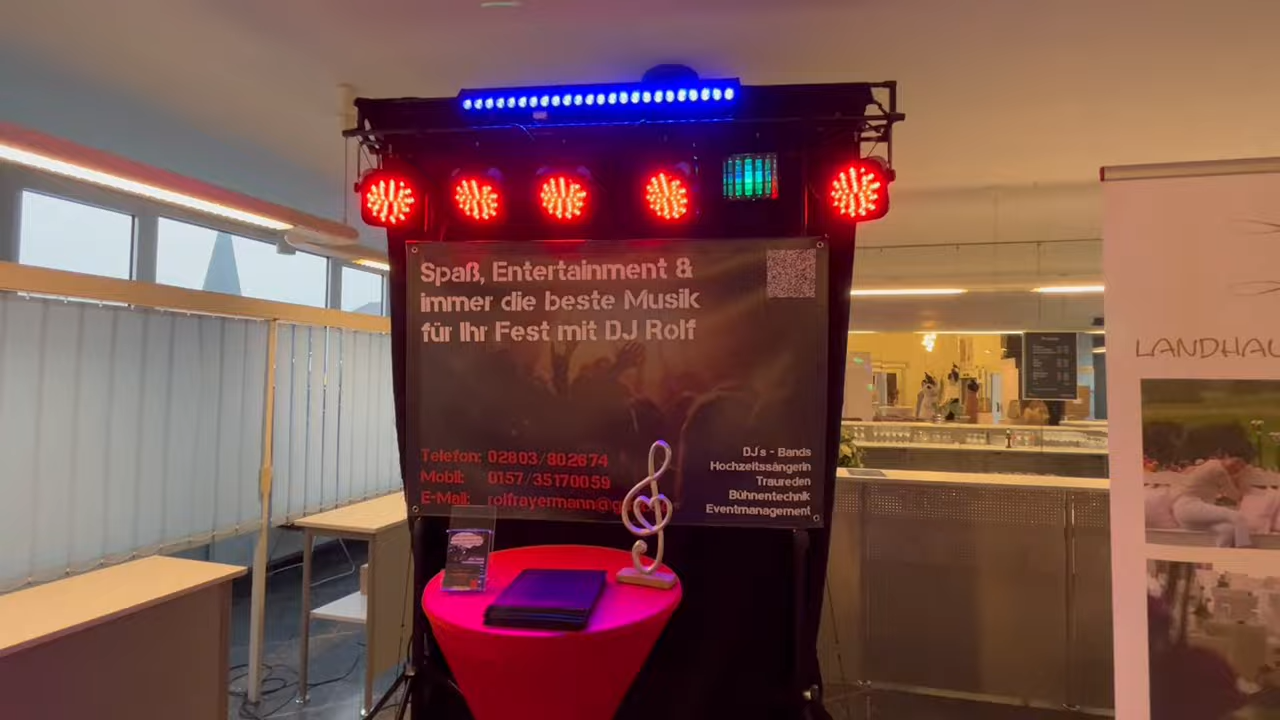 Spaß, Entertainment &
immer die beste Musik
für Ihr Fest mit DJ Rolf
Telefon: 02803/802674
Mobil: 0157/35170059
E-Mail:
DJ's - Bands
Hochzeitssängerin
Traureden
Bühnentechnik
Eventmanagement
LANDHAU